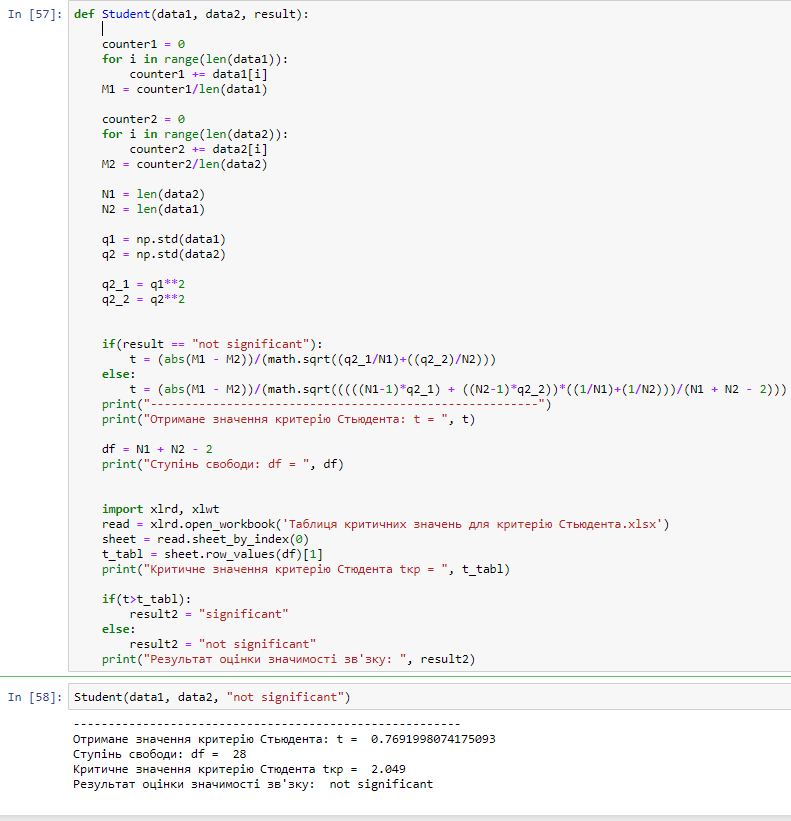 In [57]: def Student(data1, data2, result):
counter1 = 0
for i in range(len(data1)):
counter1 += data1[i]
M1 = counter1/len(data1)
counter2 = 0
for i in range(len(data2)):
counter2 += data2[i]
M2 = counter2/len(data2)
N1 = len(data2)
N2 = len(data1)
q1 = np.std(data1)
q2 = np.std(data2)
q2_1 = q1**2
q2_2 = q2**2
if(result == "not significant"):
t = (abs(M1 - M2))/(math.sqrt((q2_1/N1)+((q2_2)/N2)))
else:
t = (abs(M1 - M2))/(math.sqrt(((((N1-1)*q2_1) + ((N2-1)*q2_2))*((1/N1)+(1/N2)))/(N1 + N2 - 2)))
print("--------------------------------------------------------")
print("Отримане значення критерію Стьюдента: t = ", t)
df = N1 + N2 - 2
print("Ступінь свободи: df = ", df)
import xlrd, xlwt
read = xlrd.open_workbook('Таблиця критичних значень для критерію Стьюдента.xlsx')
sheet = read.sheet_by_index(0)
t_tabl = sheet.row_values(df)[1]
print("Критичне значення критерію Стюдента tкр = ", t_tabl)
if(t>t_tabl):
result2 = "significant"
else:
result2 = "not significant"
print("Результат оцінки значимості зв'зку: ", result2)
In [58]: Student(data1, data2, "not significant")
--------------------------------------------------------
Отримане значення критерію Стьюдента: t =  0.7691998074175093
Ступінь свободи: df =  28
Критичне значення критерію Стюдента tкр =  2.049
Результат оцінки значимості зв'зку:  not significant